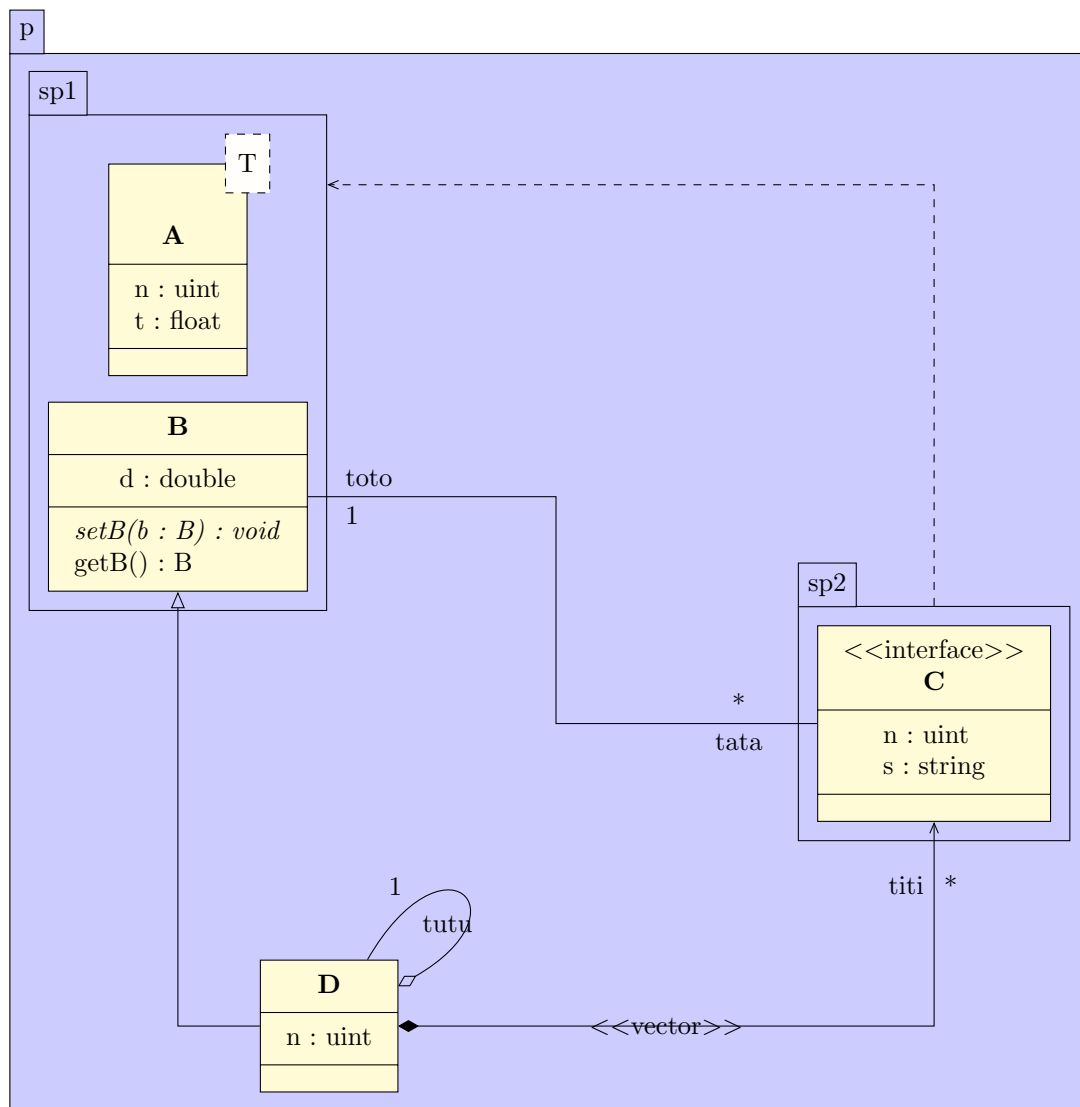 p
sp1
T
A
n : uint
t : float
B
d : double
setB(b : B) : void
getB() : B
toto
1
sp2
<<interface>>
C
n : uint
s : string
*
tata
titi *
1
tutu
D
n : uint
<<vector>>